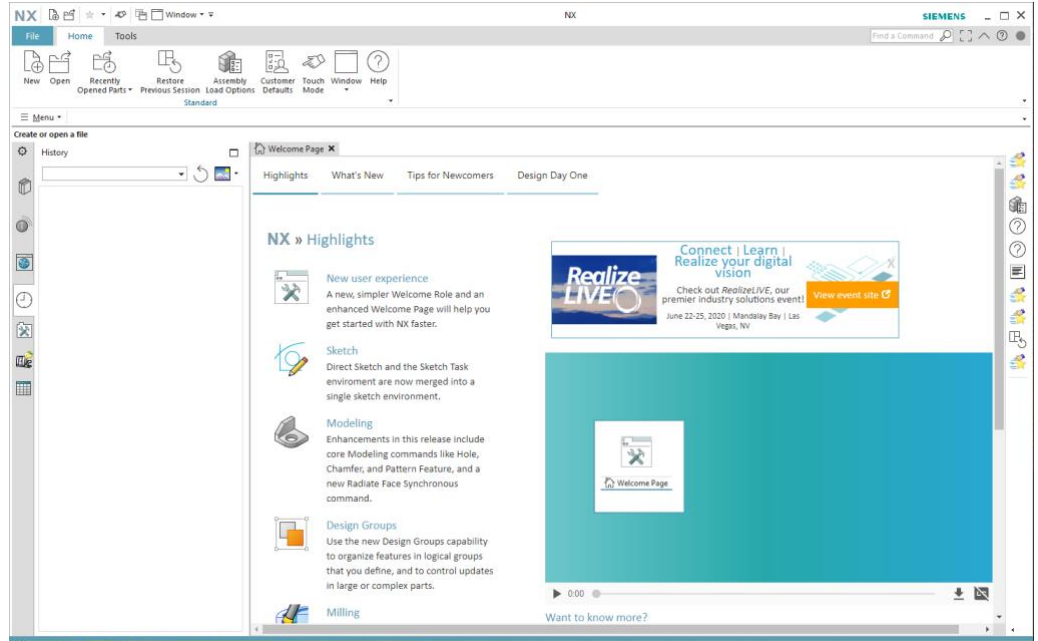 NX Window NX SIEMENS
File Home Tools Find a Command
New Open Recently Opened Parts Restore Previous Session Assembly Load Options Customer Defaults Touch Mode Window Help
Standard
Menu
Create or open a file
History
Welcome Page
Highlights What's New Tips for Newcomers Design Day One
NX » Highlights
New user experience
A new, simpler Welcome Role and an
enhanced Welcome Page will help you
get started with NX faster.
Sketch
Direct Sketch and the Sketch Task
enviroment are now merged into a
single sketch environment.
Modeling
Enhancements in this release include
core Modeling commands like Hole,
Chamfer, and Pattern Feature, and a
new Radiate Face Synchronous
command.
Design Groups
Use the new Design Groups capability
to organize features in logical groups
that you define, and to control updates
in large or complex parts.
Milling
Realize
LIVE
Connect | Learn |
Realize your digital
vision
Check out RealizeLIVE, our
premier industry solutions event!
June 22-25, 2020 | Mandalay Bay | Las
Vegas, NV
X
View event site
Welcome Page
0:00
Want to know more?